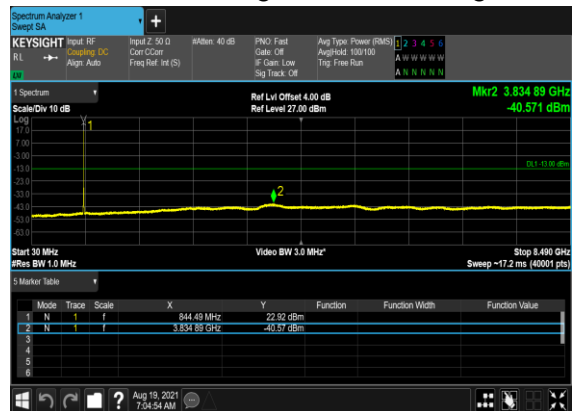 Spectrum Analyzer 1
Swept SA
+
KEYSIGHT Input: RF Input Z: 50 Ω #Atten: 40 dB PNO: Fast Avg Type: Power (RMS) 1 2 3 4 5 6
RL Coupling: DC Corr CCorr Gate: Off Avg|Hold: 100/100 A W W W W W
Align: Auto Freq Ref: Int (S) IF Gain: Low Trig: Free Run
Sig Track: Off A N N N N N
1 Spectrum Ref Lvl Offset 4.00 dB Mkr2 3.834 89 GHz
Scale/Div 10 dB Ref Level 27.00 dBm -40.571 dBm
Log
17.0
7.00
-3.00
-13.0
-23.0
-33.0
-43.0
-53.0
-63.0
1
DL1 -13.00 dBm
2
Start 30 MHz Video BW 3.0 MHz* Stop 8.490 GHz
#Res BW 1.0 MHz Sweep ~17.2 ms (40001 pts)
5 Marker Table
Mode Trace Scale X Y Function Function Width Function Value
1 N 1 f 844.49 MHz 22.92 dBm
2 N 1 f 3.834 89 GHz -40.57 dBm
3
4
5
6
? Aug 19, 2021
7:04:54 AM